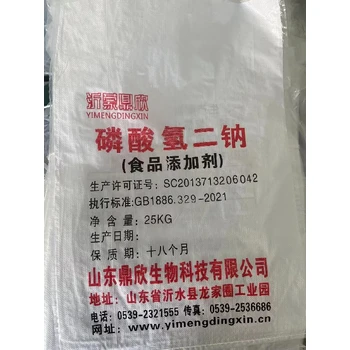 沂蒙鼎欣
YIMENGDINGXIN
磷酸氢二钠
(食品添加剂)
生产许可证号: SC2013713206042
执行标准:GB1886.329-2021
净 含 量: 25KG
生产日期:
保 质 期: 十八个月
山东鼎欣生物科技有限公司
地址: 山东省沂水县龙家圈工业园
电话: 0539-2321555 传真: 0539-2536686
网址: www.yimengdingxin.com